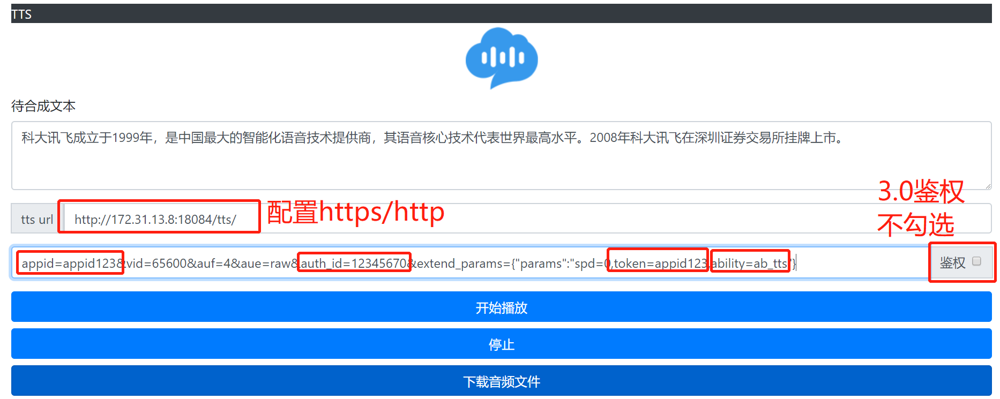 TTS
待合成文本
科大讯飞成立于1999年，是中国最大的智能化语音技术提供商，其语音核心技术代表世界最高水平。2008年科大讯飞在深圳证券交易所挂牌上市。
3.0鉴权
不勾选
tts url
http://172.31.13.8:18084/tts/
配置https/http
appid=appid123&vid=65600&auf=4&aue=raw&auth_id=12345670&extend_params={"params":"spd=0,token=appid123,ability=ab_tts"}
鉴权
开始播放
停止
下载音频文件